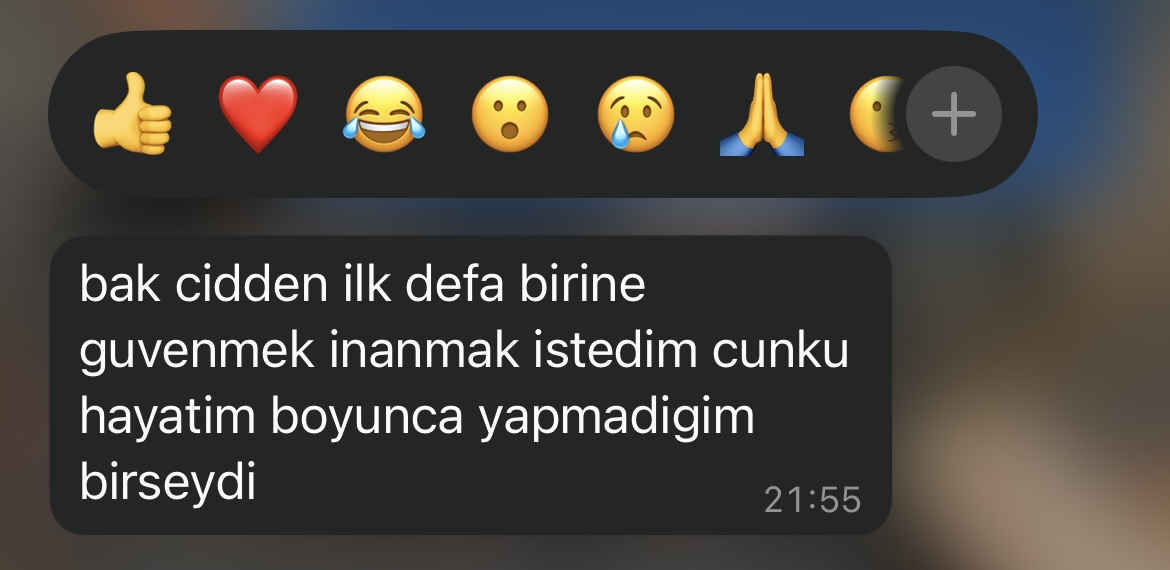 bak cidden ilk defa birine
guvenmek inanmak istedim cunku
hayatim boyunca yapmadigim
birseydi
21:55